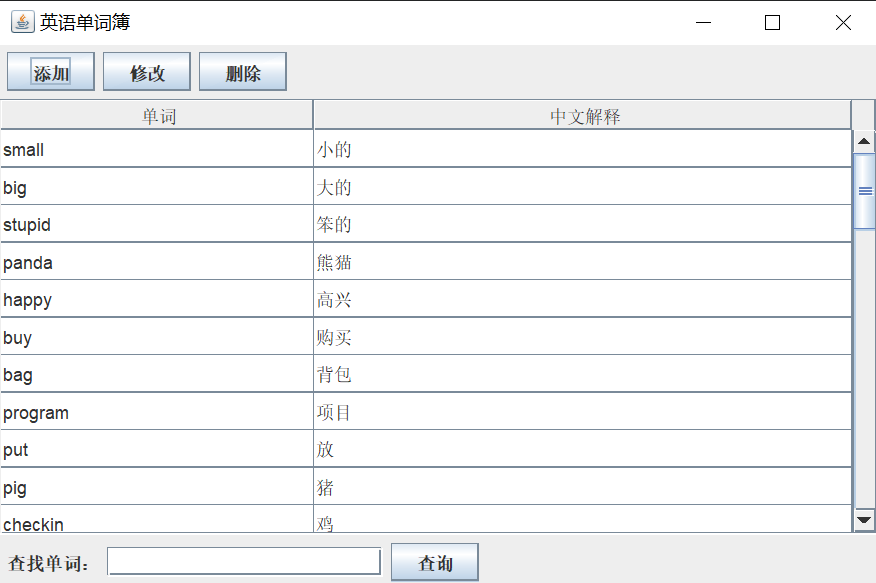 英语单词簿
添加 修改 删除
单词 中文解释
small 小的
big 大的
stupid 笨的
panda 熊猫
happy 高兴
buy 购买
bag 背包
program 项目
put 放
pig 猪
checkin 鸡
查找单词： 查询